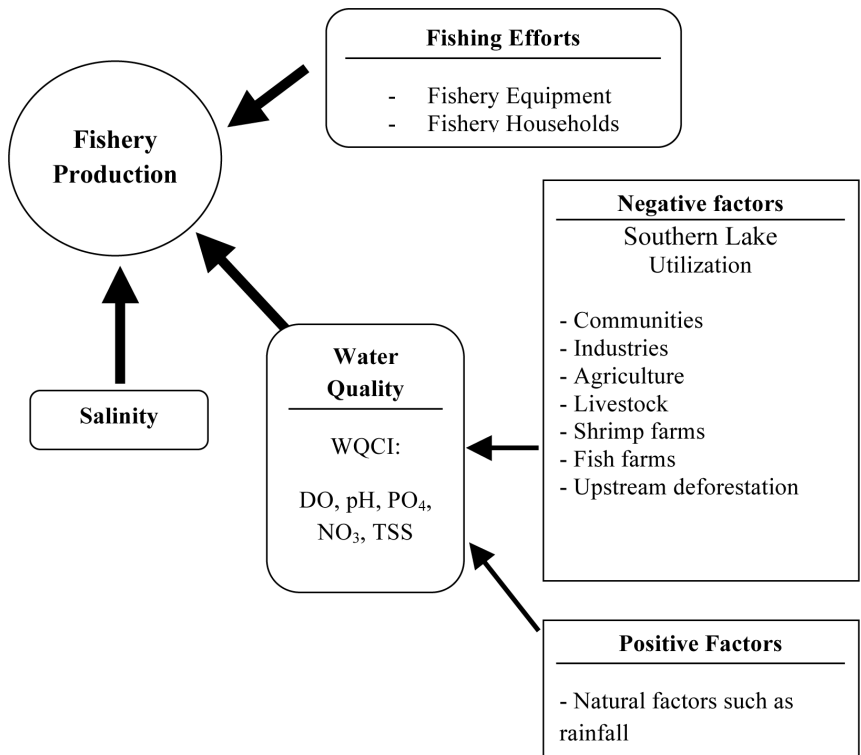 Fishing Efforts
- Fishery Equipment
- Fishery Households
Fishery
Production
Negative factors
Southern Lake
Utilization
- Communities
- Industries
- Agriculture
- Livestock
- Shrimp farms
- Fish farms
- Upstream deforestation
Water
Quality
WQCI:
DO, pH, PO₄,
NO₃, TSS
Salinity
Positive Factors
- Natural factors such as
rainfall